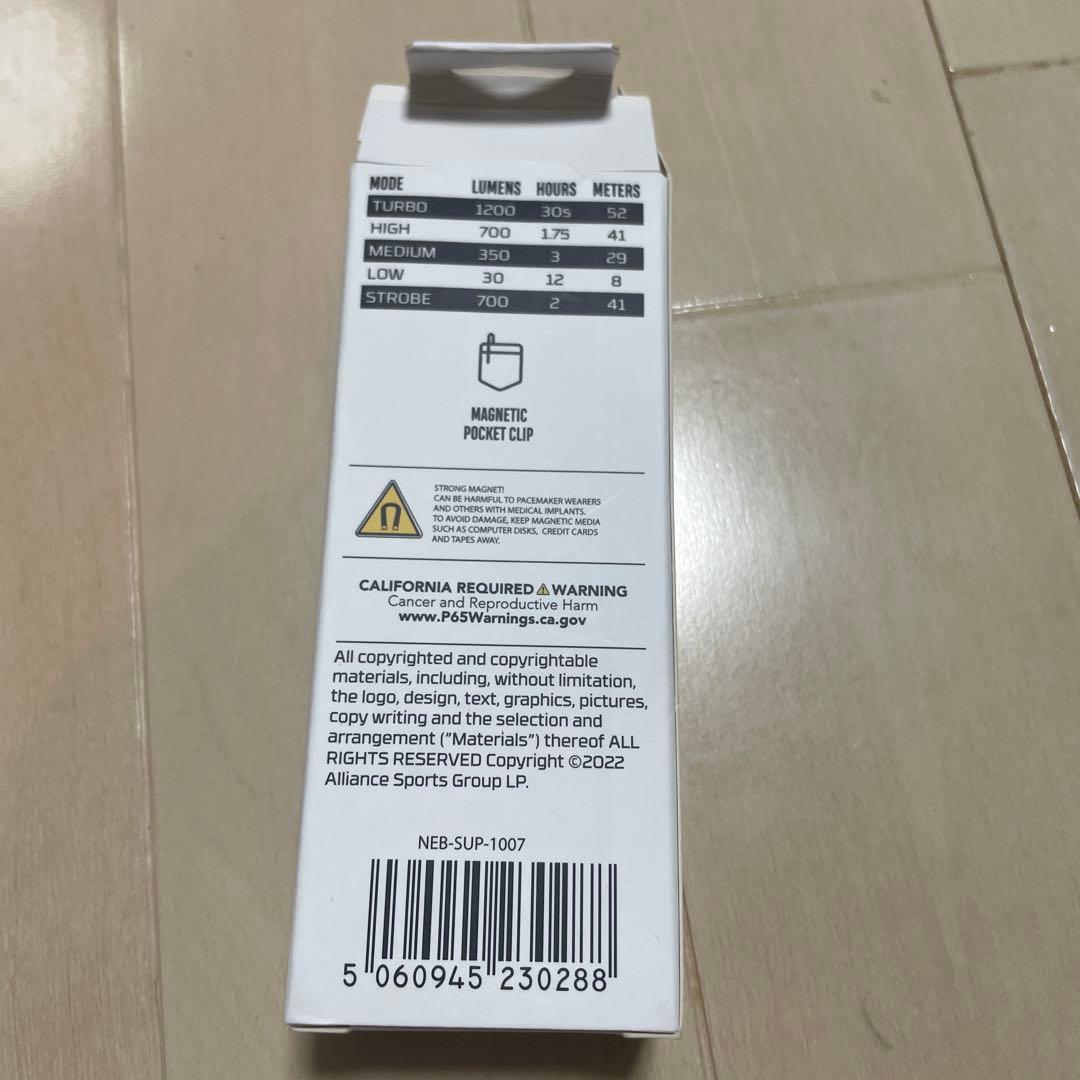 MODE LUMENS HOURS METERS
TURBO 1200 30s 52
HIGH 700 1.75 41
MEDIUM 350 3 29
LOW 30 12 8
STROBE 700 2 41
MAGNETIC
POCKET CLIP
STRONG MAGNET!
CAN BE HARMFUL TO PACEMAKER WEARERS
AND OTHERS WITH MEDICAL IMPLANTS.
TO AVOID DAMAGE, KEEP MAGNETIC MEDIA
SUCH AS COMPUTER DISKS, CREDIT CARDS
AND TAPES AWAY.
CALIFORNIA REQUIRED ⚠ WARNING
Cancer and Reproductive Harm
www.P65Warnings.ca.gov
All copyrighted and copyrightable
materials, including, without limitation,
the logo, design, text, graphics, pictures,
copy writing and the selection and
arrangement ("Materials") thereof ALL
RIGHTS RESERVED Copyright ©2022
Alliance Sports Group LP.
NEB-SUP-1007
5 060945 230288